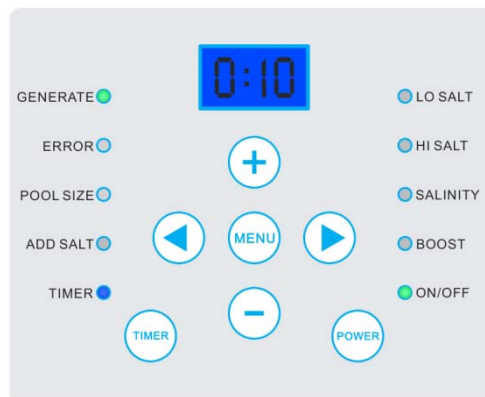 0:10
GENERATE
LO SALT
ERROR
HI SALT
POOL SIZE
SALINITY
MENU
ADD SALT
BOOST
TIMER
ON/OFF
TIMER
POWER